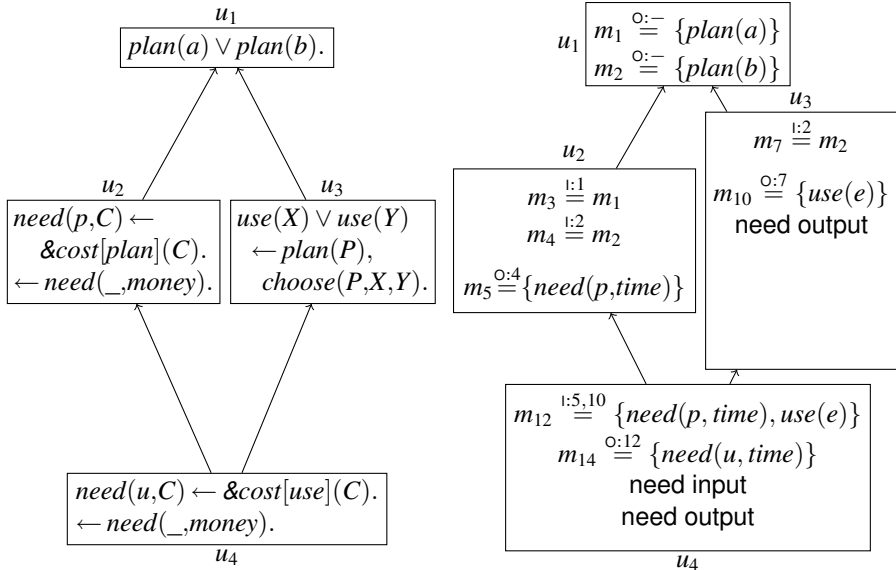 u₁
plan(a) ∨ plan(b).
u₂
need(p,C) ←
&cost[plan](C).
← need(_,money).
u₃
use(X) ∨ use(Y)
← plan(P),
choose(P,X,Y).
need(u,C) ← &cost[use](C).
← need(_,money).
u₄
u₁
m₁ O:−= {plan(a)}
m₂ O:−= {plan(b)}
u₂
m₃ I:1= m₁
m₄ I:2= m₂
m₅ O:4= {need(p,time)}
u₃
m₇ I:2= m₂
m₁₀ O:7= {use(e)}
need output
m₁₂ I:5,10= {need(p, time), use(e)}
m₁₄ O:12= {need(u, time)}
need input
need output
u₄